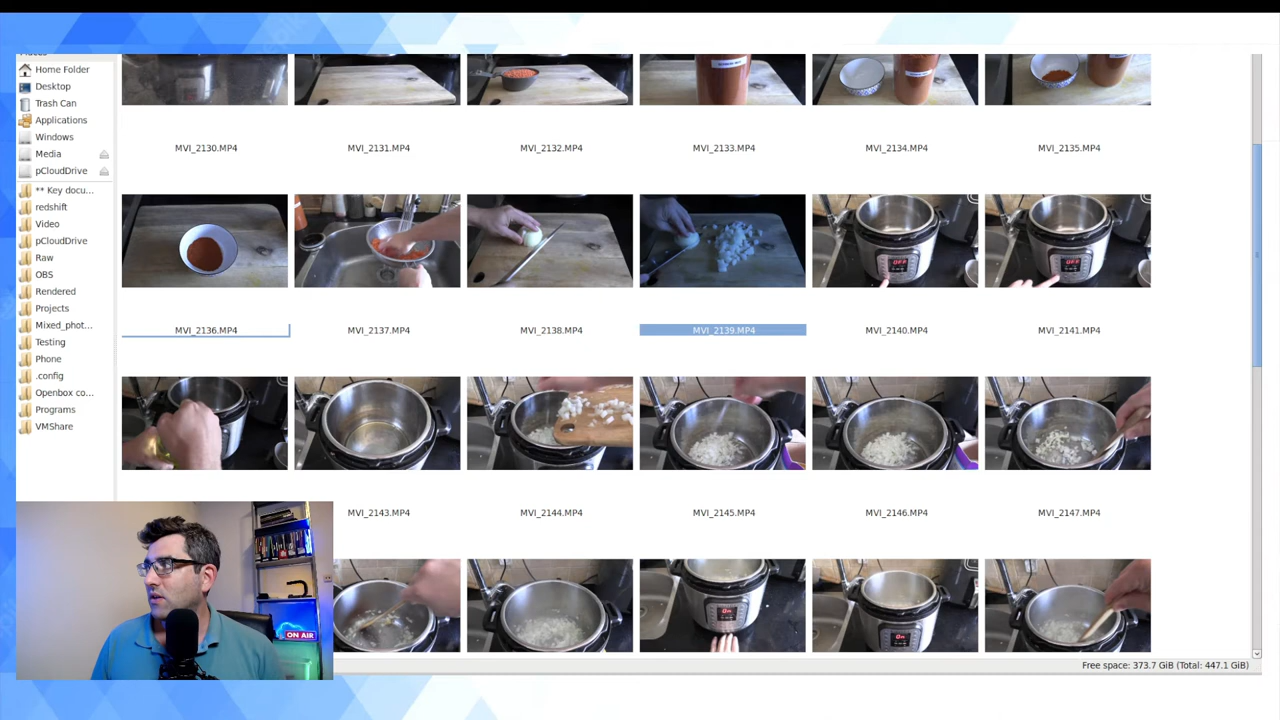 Home Folder
Desktop
Trash Can
Applications
Windows
Media
pCloudDrive
** Key docu...
redshift
Video
pCloudDrive
Raw
OBS
Rendered
Projects
Mixed_phot...
Testing
Phone
.config
Openbox co...
Programs
VMShare
MVI_2130.MP4
MVI_2131.MP4
MVI_2132.MP4
MVI_2133.MP4
MVI_2134.MP4
MVI_2135.MP4
MVI_2136.MP4
MVI_2137.MP4
MVI_2138.MP4
MVI_2139.MP4
MVI_2140.MP4
MVI_2141.MP4
MVI_2143.MP4
MVI_2144.MP4
MVI_2145.MP4
MVI_2146.MP4
MVI_2147.MP4
ON AIR
Free space: 373.7 GiB (Total: 447.1 GiB)